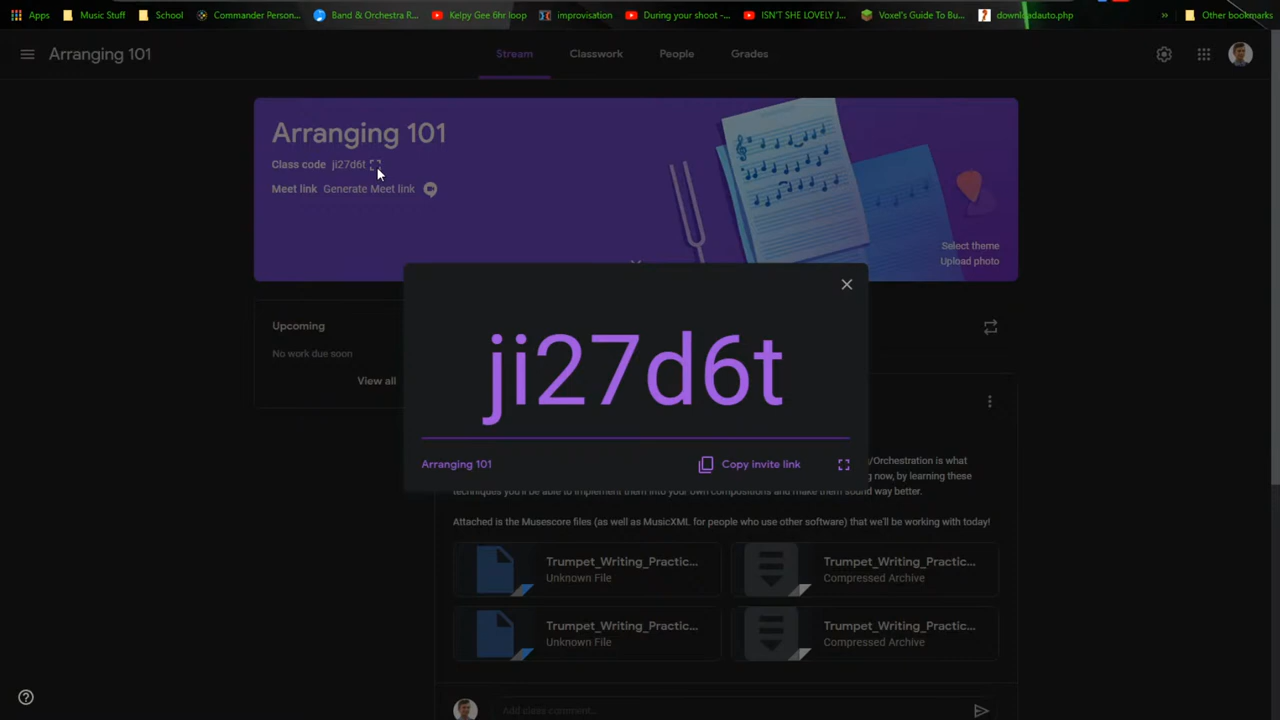 Apps Music Stuff School Commander Person... Band & Orchestra R... Kelpy Gee 6hr loop improvisation During your shoot -... ISN'T SHE LOVELY J... Voxel's Guide To Bu... downloadauto.php » Other bookmarks
Arranging 101 Stream Classwork People Grades
Arranging 101
Class code ji27d6t
Meet link Generate Meet link
Select theme
Upload photo
Upcoming
No work due soon
View all
ji27d6t
Arranging 101 Copy invite link
/Orchestration is what
now, by learning these
techniques you'll be able to implement them into your own compositions and make them sound way better.
Attached is the Musescore files (as well as MusicXML for people who use other software) that we'll be working with today!
Trumpet_Writing_Practic... Trumpet_Writing_Practic...
Unknown File Compressed Archive
Trumpet_Writing_Practic... Trumpet_Writing_Practic...
Unknown File Compressed Archive
Add class comment...